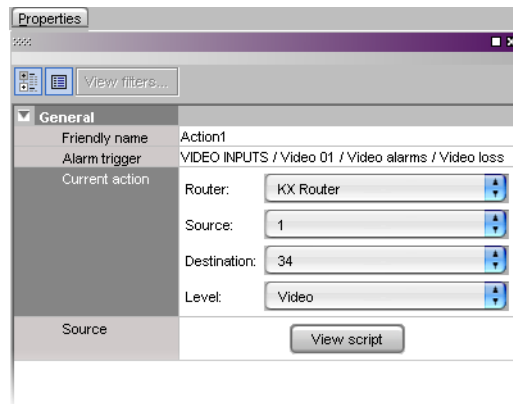 Properties
View filters...
General
Friendly name Action1
Alarm trigger VIDEO INPUTS / Video 01 / Video alarms / Video loss
Current action
Router: KX Router
Source: 1
Destination: 34
Level: Video
Source View script